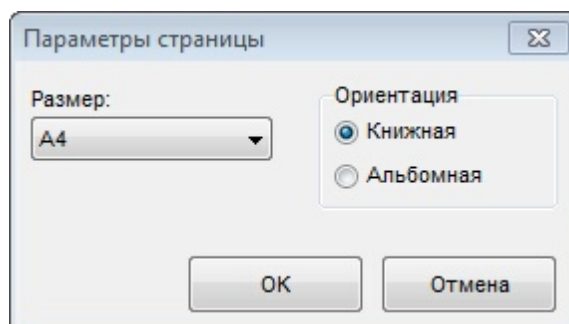 Параметры страницы
Размер:
A4
Ориентация
Книжная
Альбомная
OK
Отмена